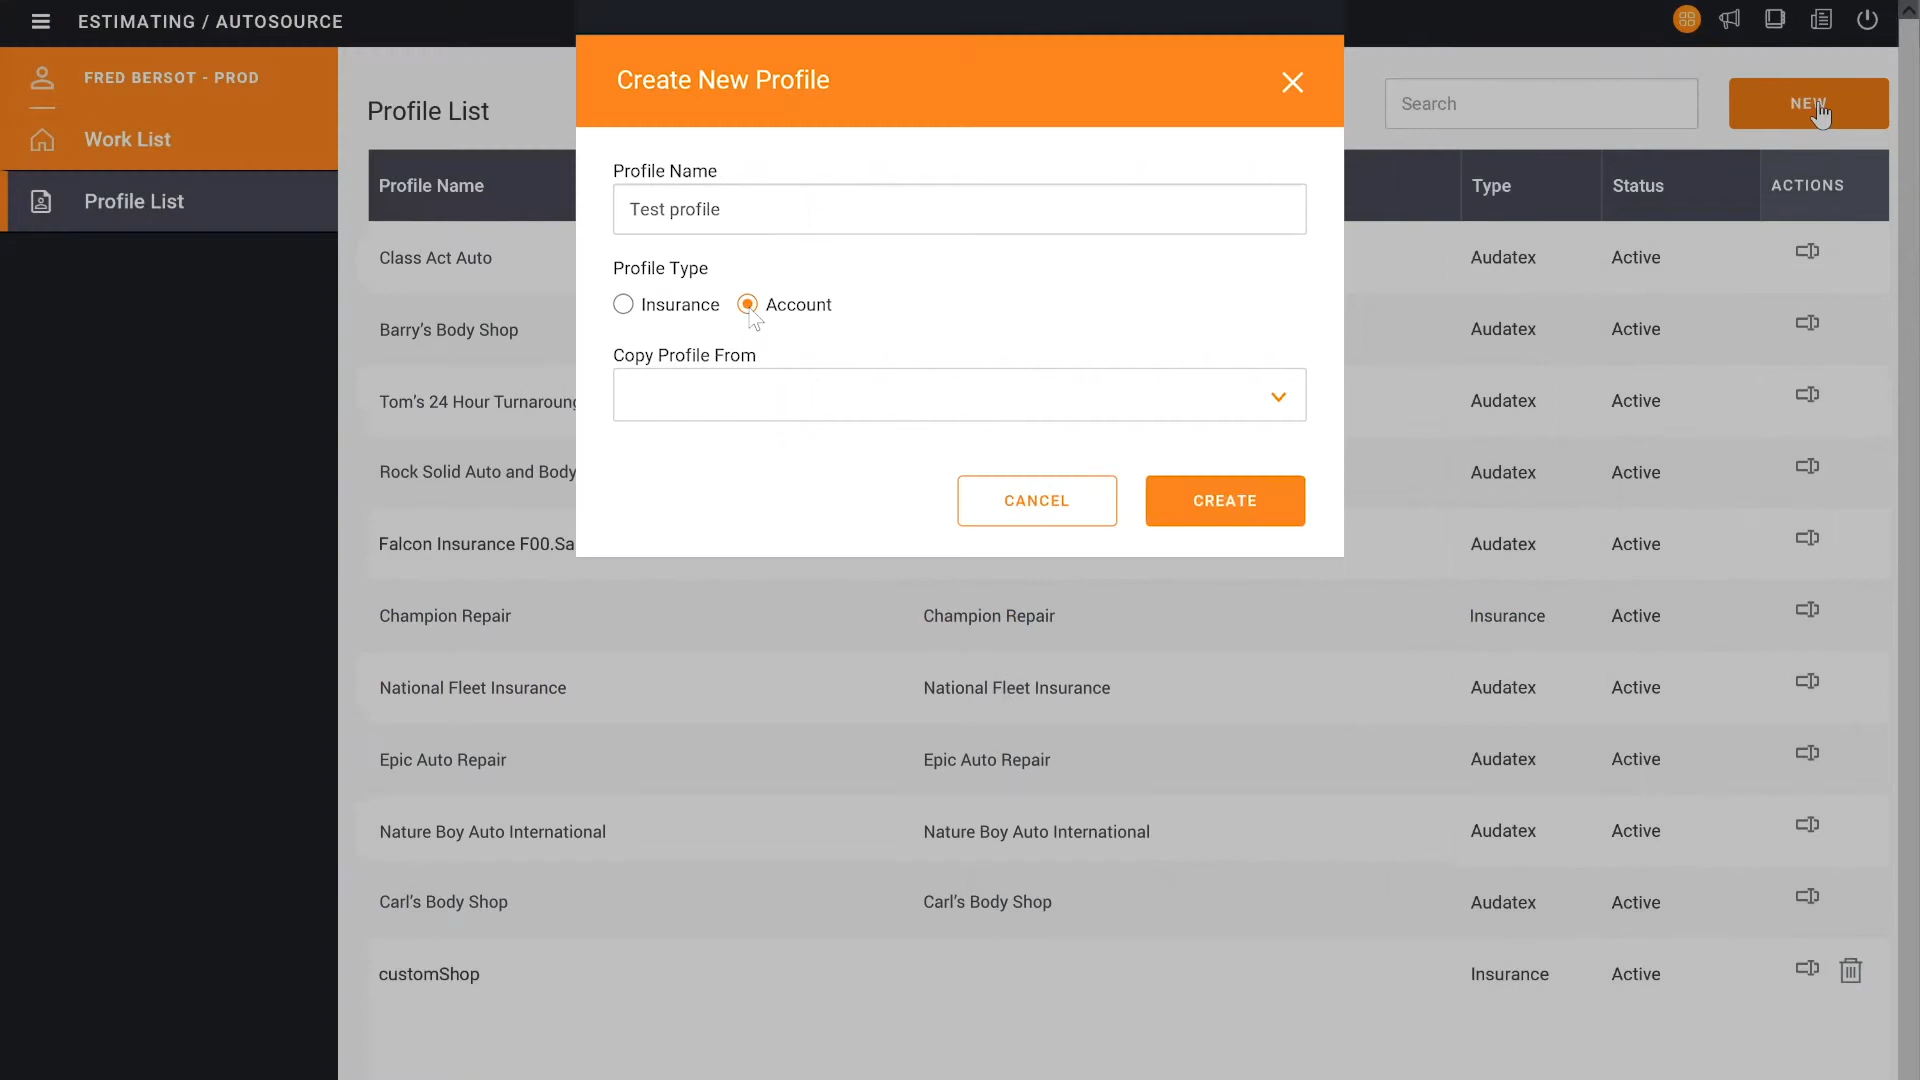 ESTIMATING / AUTOSOURCE
FRED BERSOT - PROD
Work List
Profile List
Profile List
Search
NEW
Profile Name
Type
Status
ACTIONS
Class Act Auto
Audatex
Active
Barry's Body Shop
Audatex
Active
Tom's 24 Hour Turnaroun
Audatex
Active
Rock Solid Auto and Body
Audatex
Active
Falcon Insurance F00.Sa
Audatex
Active
Champion Repair
Champion Repair
Insurance
Active
National Fleet Insurance
National Fleet Insurance
Audatex
Active
Epic Auto Repair
Epic Auto Repair
Audatex
Active
Nature Boy Auto International
Nature Boy Auto International
Audatex
Active
Carl's Body Shop
Carl's Body Shop
Audatex
Active
customShop
Insurance
Active
Create New Profile
Profile Name
Test profile
Profile Type
Insurance
Account
Copy Profile From
CANCEL
CREATE